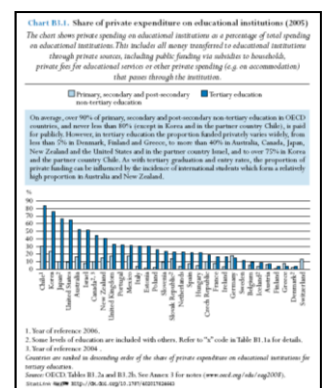 Chart B3.1. Share of private expenditure on educational institutions (2005)
The chart shows private spending on educational institutions as a percentage of total spending
on educational institutions. This includes all money transferred to educational institutions
through private sources, including public funding via subsidies to households,
private fees for educational services or other private spending (e.g. on accommodation)
that passes through the institution.
Primary, secondary and post-secondary
non-tertiary education
Tertiary education
On average, over 90% of primary, secondary and post-secondary non-tertiary education in OECD
countries, and never less than 80% (except in Korea and in the partner country Chile), is paid
for publicly. However, in tertiary education the proportion funded privately varies widely, from
less than 5% in Denmark, Finland and Greece, to more than 40% in Australia, Canada, Japan,
New Zealand and the United States and in the partner country Israel, and to over 75% in Korea
and the partner country Chile. As with tertiary graduation and entry rates, the proportion of
private funding can be influenced by the incidence of international students which form a relatively
high proportion in Australia and New Zealand.
%
90
80
70
60
50
40
30
20
10
0
Chile
Korea
Japan
United States
Australia
Israel
Canada
New Zealand
United Kingdom
Portugal
Mexico
Italy
Estonia
Poland
Slovenia
Slovak Republic
Netherlands
Spain
Hungary
Czech Republic
France
Ireland
Germany
Sweden
Belgium
Iceland
Austria
Finland
Greece
Denmark
Switzerland
1. Year of reference 2006.
2. Some levels of education are included with others. Refer to "x" code in Table B1.1a for details.
3. Year of reference 2004.
Countries are ranked in descending order of the share of private expenditure on educational institutions for
tertiary education.
Source: OECD. Tables B3.2a and B3.2b. See Annex 3 for notes (www.oecd.org/edu/eag2008).